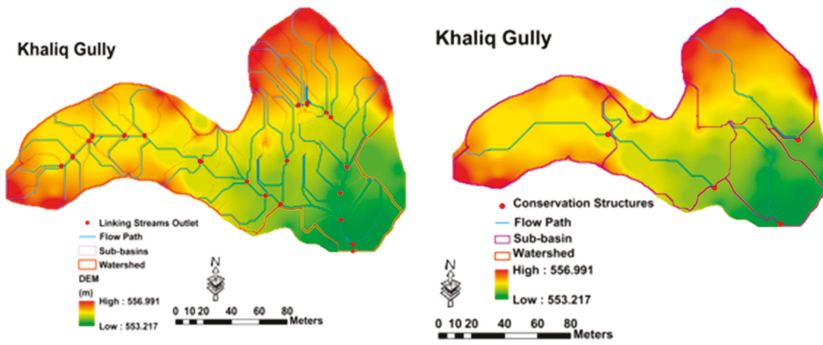 Khaliq Gully
Linking Streams Outlet
Flow Path
Sub-basins
Watershed
DEM
(m)
High : 556.991
Low : 553.217
N
0 10 20 40 60 80
Meters
Khaliq Gully
Conservation Structures
Flow Path
Sub-basin
Watershed
High : 556.991
Low : 553.217
N
0 10 20 40 60 80
Meters